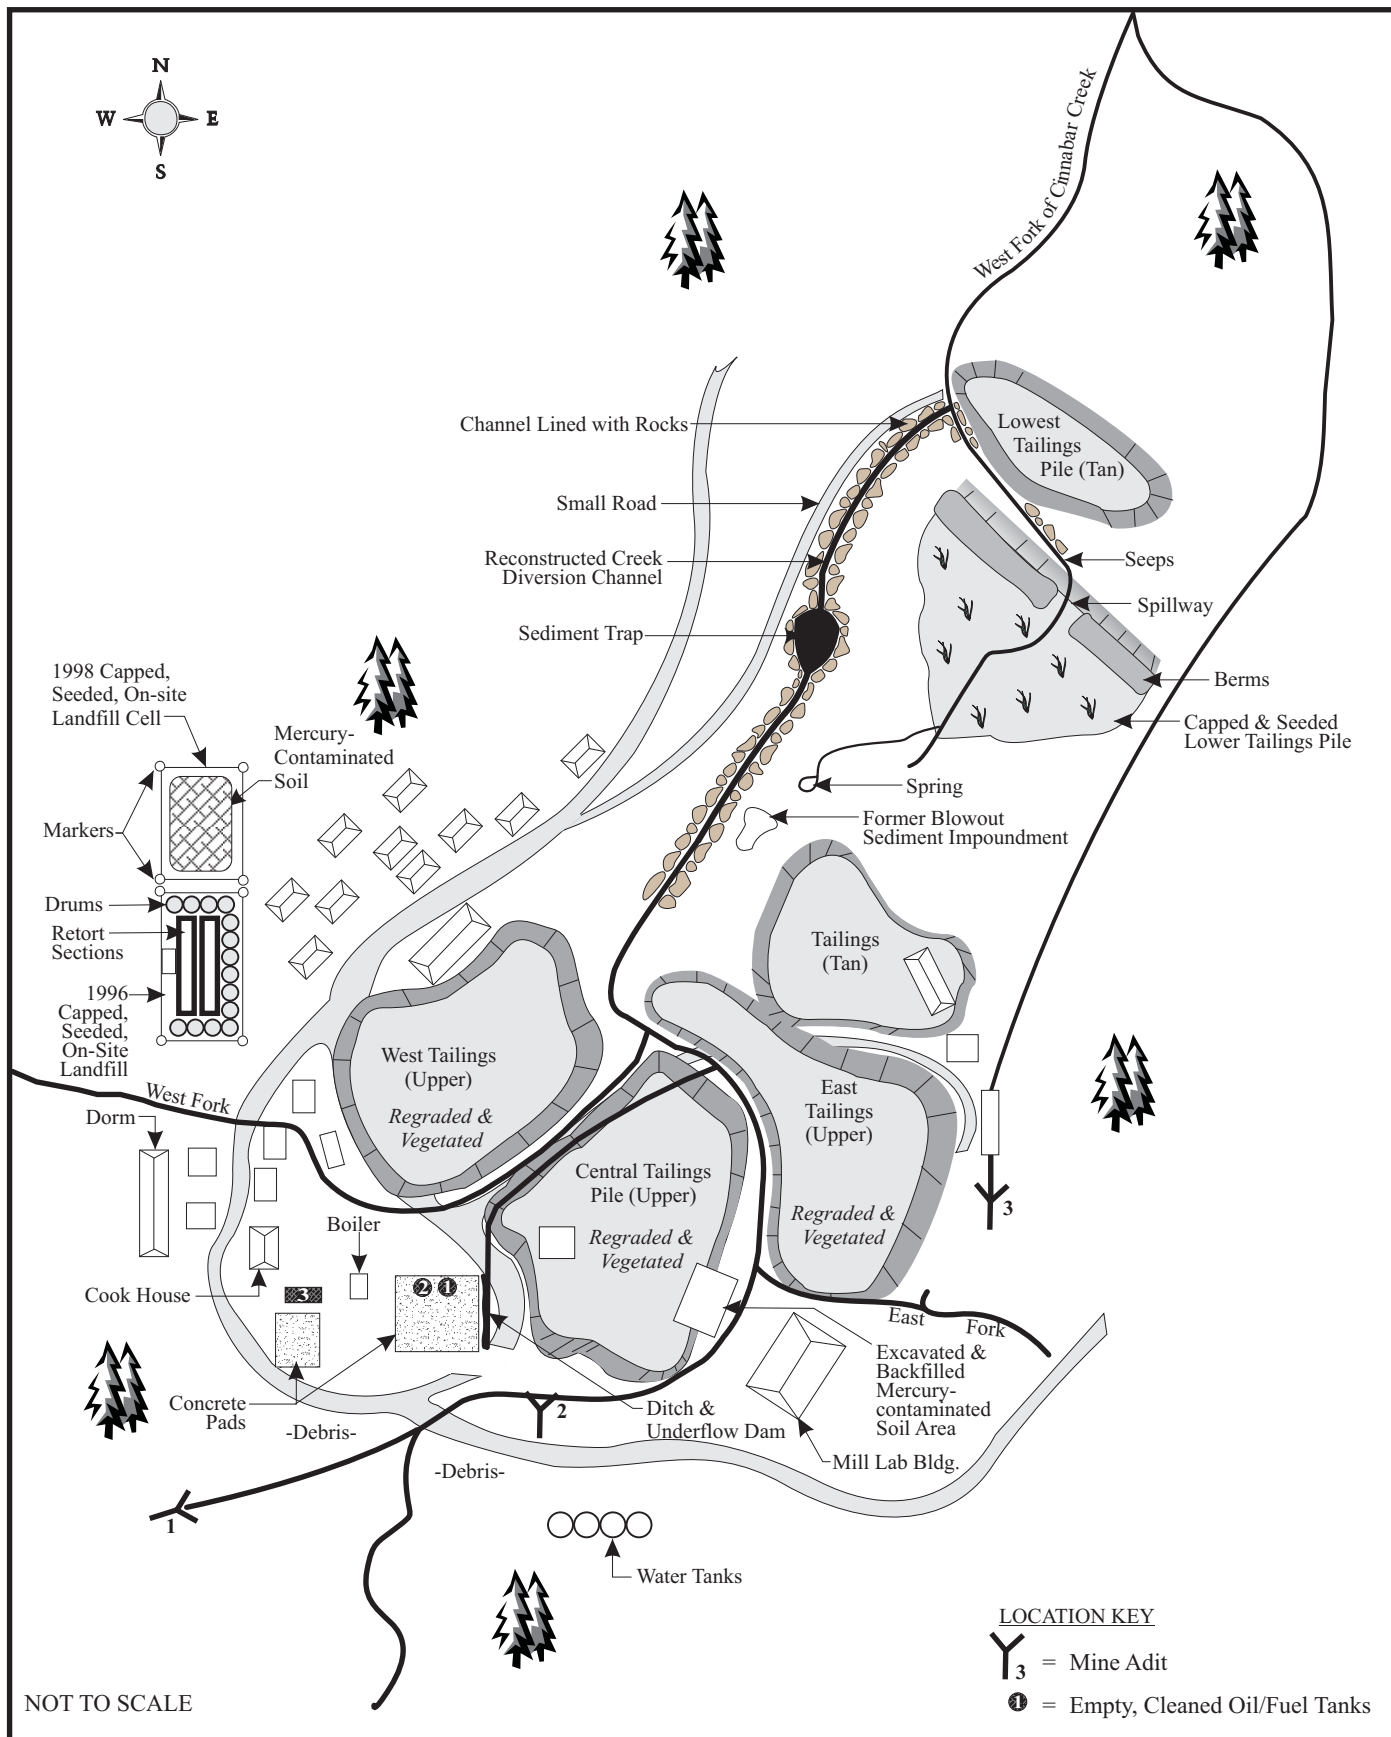 N
W
E
S
West Fork of Cinnabar Creek
Channel Lined with Rocks
Lowest
Tailings
Pile (Tan)
Small Road
Reconstructed Creek
Diversion Channel
Seeps
Spillway
Sediment Trap
Berms
1998 Capped,
Seeded, On-site
Landfill Cell
Mercury-
Contaminated
Soil
Capped & Seeded
Lower Tailings Pile
Spring
Markers
Former Blowout
Sediment Impoundment
Drums
Retort
Sections
Tailings
(Tan)
1996
Capped,
Seeded,
On-Site
Landfill
West Tailings
(Upper)
Regraded &
Vegetated
East
Tailings
(Upper)
Regraded &
Vegetated
West Fork
Dorm
Central Tailings
Pile (Upper)
Regraded &
Vegetated
3
Boiler
Cook House
3
2
1
East Fork
Excavated &
Backfilled
Mercury-
contaminated
Soil Area
Concrete
Pads
-Debris-
2
Ditch &
Underflow Dam
Mill Lab Bldg.
-Debris-
1
Water Tanks
LOCATION KEY
3 = Mine Adit
1 = Empty, Cleaned Oil/Fuel Tanks
NOT TO SCALE